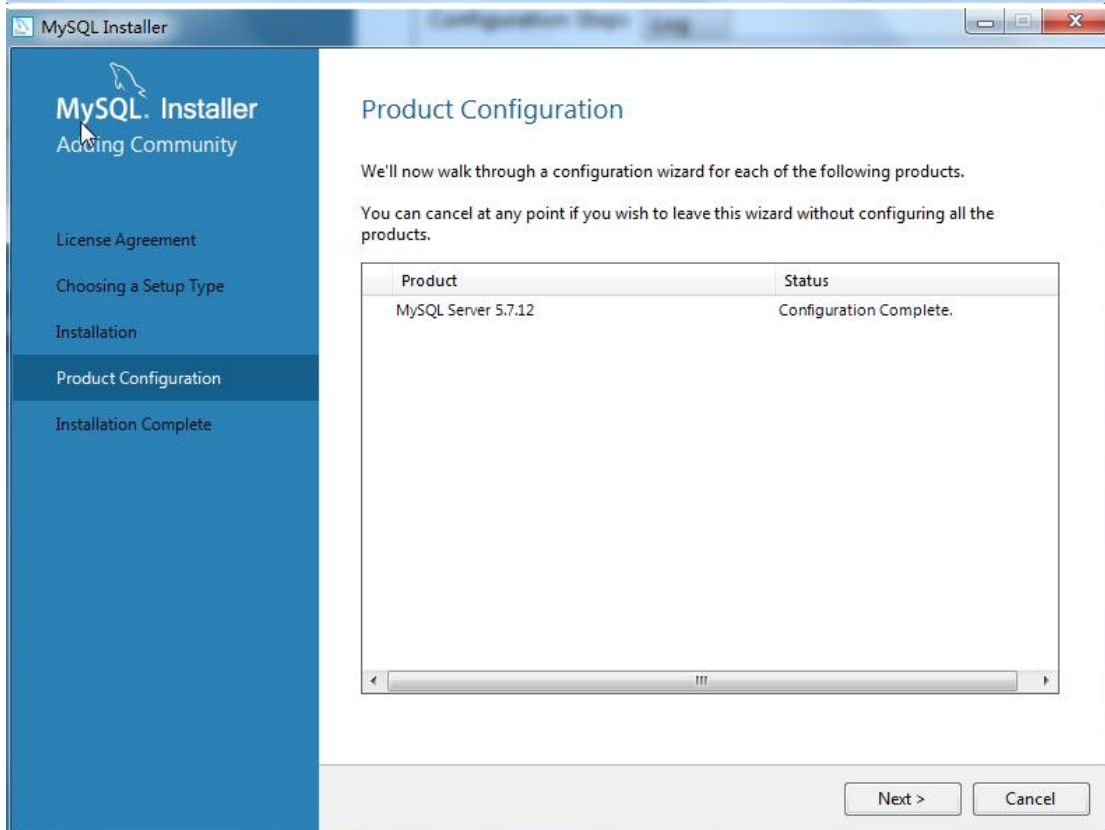 MySQL Installer
Configuration Steps Log
MySQL. Installer
Adding Community
License Agreement
Choosing a Setup Type
Installation
Product Configuration
Installation Complete
Product Configuration
We'll now walk through a configuration wizard for each of the following products.
You can cancel at any point if you wish to leave this wizard without configuring all the
products.
Product Status
MySQL Server 5.7.12 Configuration Complete.
Next > Cancel